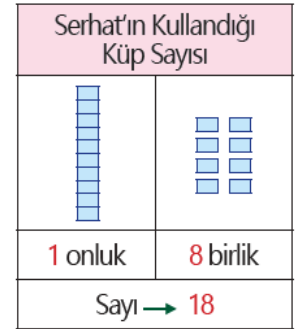 Serhat'ın Kullandığı
Küp Sayısı
1 onluk
8 birlik
Sayı → 18